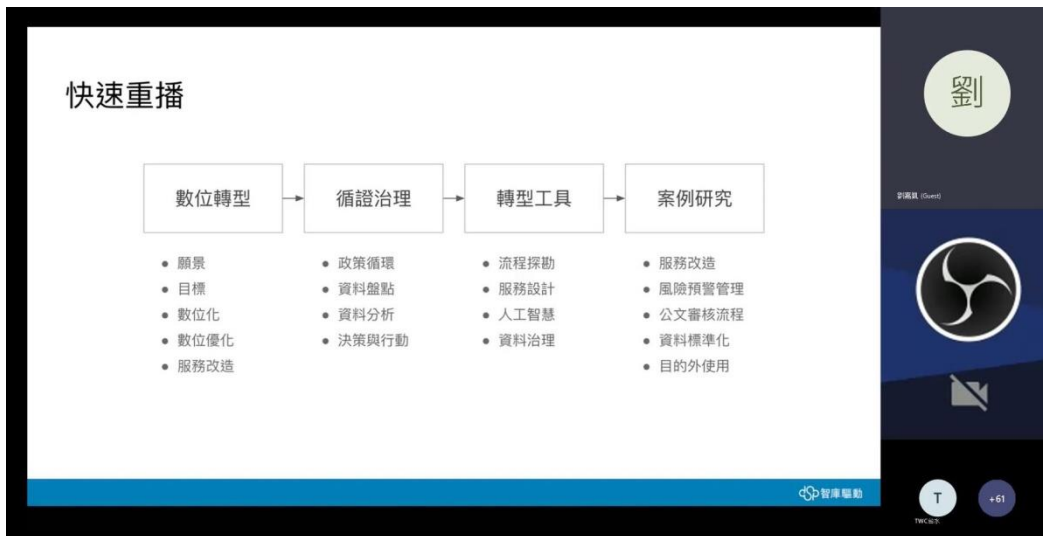 快速重播
數位轉型
循證治理
轉型工具
案例研究
● 願景
● 目標
● 數位化
● 數位優化
● 服務改造
● 政策循環
● 資料盤點
● 資料分析
● 決策與行動
● 流程探勘
● 服務設計
● 人工智慧
● 資料治理
● 服務改造
● 風險預警管理
● 公文審核流程
● 資料標準化
● 目的外使用
dSp智庫驅動
劉
(Guest)
T
+61